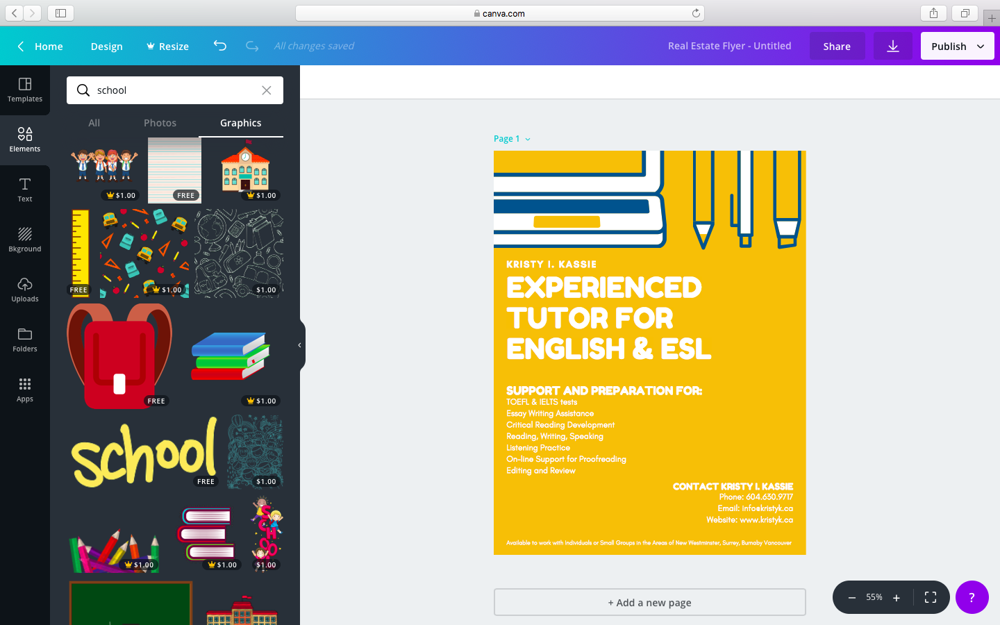 canva.com
Home
Design
Resize
All changes saved
Real Estate Flyer - Untitled
Share
Publish
Templates
Elements
Text
Bkground
Uploads
Folders
Apps
school
All
Photos
Graphics
$1.00
FREE
$1.00
FREE
$1.00
$1.00
FREE
$1.00
school
FREE
$1.00
SCHOOL
$1.00
$1.00
$1.00
Page 1
KRISTY I. KASSIE
EXPERIENCED
TUTOR FOR
ENGLISH & ESL
SUPPORT AND PREPARATION FOR:
TOEFL & IELTS tests
Essay Writing Assistance
Critical Reading Development
Reading, Writing, Speaking
Listening Practice
On-line Support for Proofreading
Editing and Review
CONTACT KRISTY I. KASSIE
Phone: 604.630.9717
Email: info@kristyk.ca
Website: www.kristyk.ca
Available to work with Individuals or Small Groups in the Areas of New Westminster, Surrey, Burnaby Vancouver
+ Add a new page
55%
?